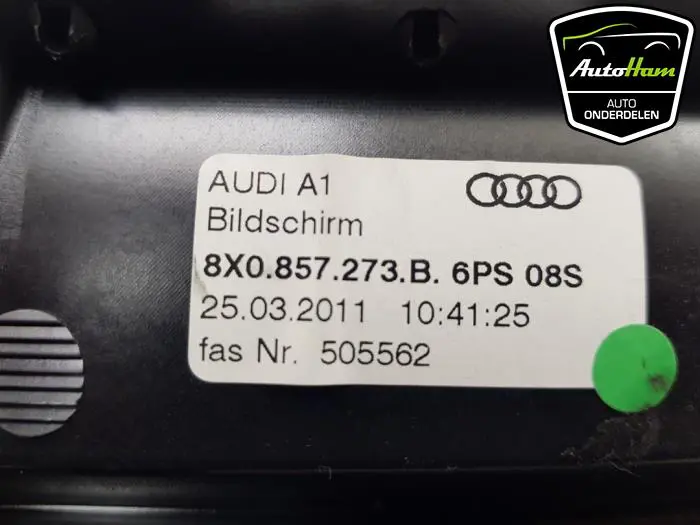 AutoHam
AUTO
ONDERDELEN
AUDI A1
Bildschirm
8X0.857.273.B. 6PS 08S
25.03.2011 10:41:25
fas Nr. 505562